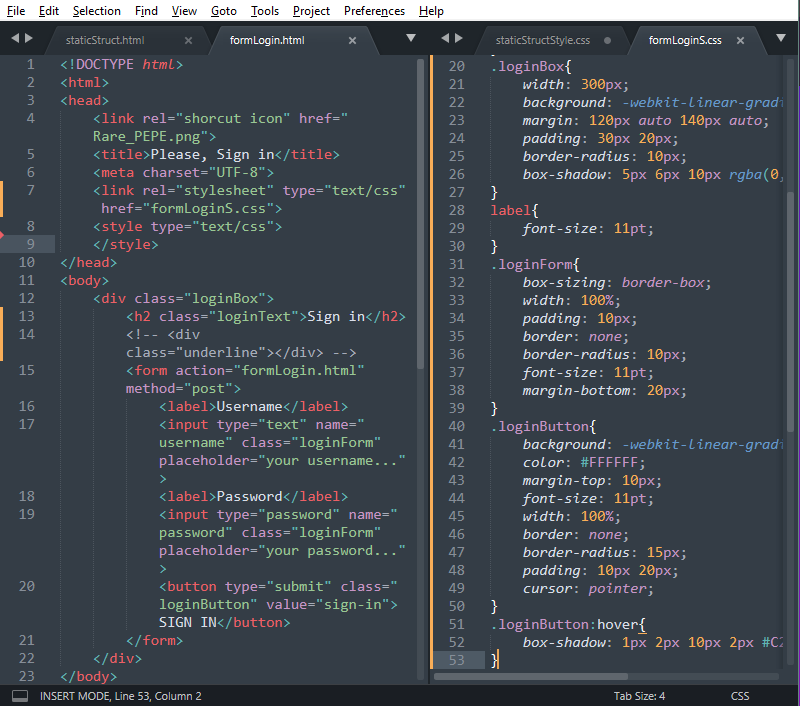 File Edit Selection Find View Goto Tools Project Preferences Help
staticStruct.html × formLogin.html × staticStructStyle.css formLoginS.css ×
1 <!DOCTYPE html>
2 <html>
3 <head>
4 <link rel="shorcut icon" href="
Rare_PEPE.png">
5 <title>Please, Sign in</title>
6 <meta charset="UTF-8">
7 <link rel="stylesheet" type="text/css"
href="formLoginS.css">
8 <style type="text/css">
9 </style>
10 </head>
11 <body>
12 <div class="loginBox">
13 <h2 class="loginText">Sign in</h2>
14 <!-- <div
class="underline"></div> -->
15 <form action="formLogin.html"
method="post">
16 <label>Username</label>
17 <input type="text" name="
username" class="loginForm"
placeholder="your username..."
>
18 <label>Password</label>
19 <input type="password" name="
password" class="loginForm"
placeholder="your password..."
>
20 <button type="submit" class="
loginButton" value="sign-in">
SIGN IN</button>
21 </form>
22 </div>
23 </body>
20 .loginBox{
21 width: 300px;
22 background: -webkit-linear-gradi
23 margin: 120px auto 140px auto;
24 padding: 30px 20px;
25 border-radius: 10px;
26 box-shadow: 5px 6px 10px rgba(0,
27 }
28 label{
29 font-size: 11pt;
30 }
31 .loginForm{
32 box-sizing: border-box;
33 width: 100%;
34 padding: 10px;
35 border: none;
36 border-radius: 10px;
37 font-size: 11pt;
38 margin-bottom: 20px;
39 }
40 .loginButton{
41 background: -webkit-linear-gradi
42 color: #FFFFFF;
43 margin-top: 10px;
44 font-size: 11pt;
45 width: 100%;
46 border: none;
47 border-radius: 15px;
48 padding: 10px 20px;
49 cursor: pointer;
50 }
51 .loginButton:hover{
52 box-shadow: 1px 2px 10px 2px #C2
53 }
INSERT MODE, Line 53, Column 2 Tab Size: 4 CSS